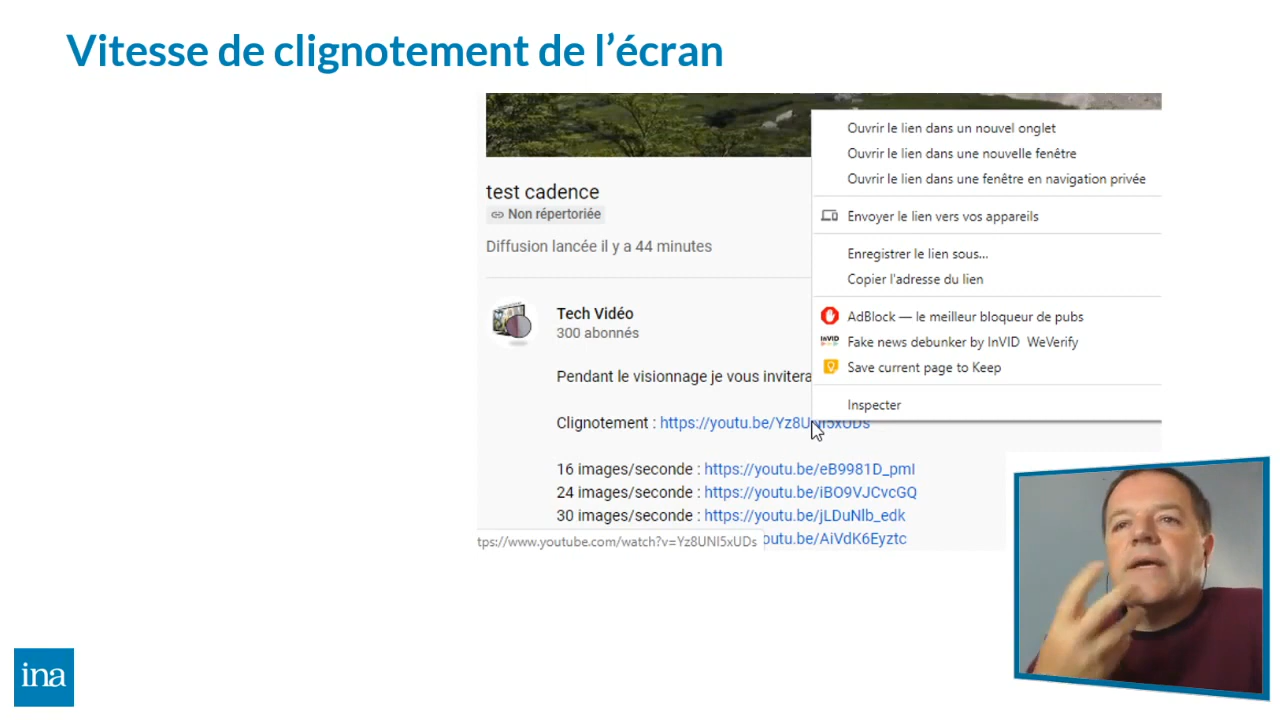 Vitesse de clignotement de l'écran
test cadence
Non répertoriée
Diffusion lancée il y a 44 minutes
Tech Vidéo
300 abonnés
Pendant le visionnage je vous invitera
Clignotement : https://youtu.be/Yz8UNI5xUDs
16 images/seconde : https://youtu.be/eB9981D_pmI
24 images/seconde : https://youtu.be/iBO9VJCvcGQ
30 images/seconde : https://youtu.be/jLDuNlb_edk
outu.be/AiVdK6Eyztc
tps://www.youtube.com/watch?v=Yz8UNI5xUDs
Ouvrir le lien dans un nouvel onglet
Ouvrir le lien dans une nouvelle fenêtre
Ouvrir le lien dans une fenêtre en navigation privée
Envoyer le lien vers vos appareils
Enregistrer le lien sous...
Copier l'adresse du lien
AdBlock — le meilleur bloqueur de pubs
InVID
Fake news debunker by InVID WeVerify
Save current page to Keep
Inspecter
ina